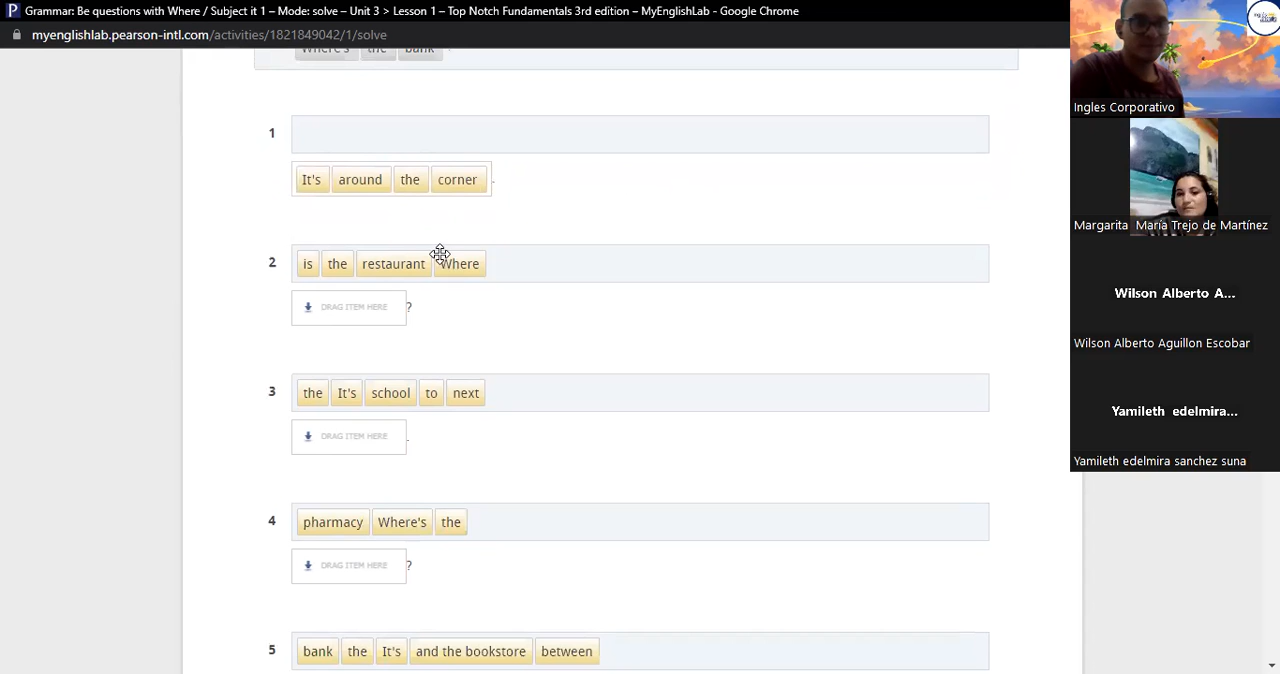 Grammar: Be questions with Where / Subject it 1 – Mode: solve – Unit 3 > Lesson 1 – Top Notch Fundamentals 3rd edition – MyEnglishLab - Google Chrome
myenglishlab.pearson-intl.com/activities/1821849042/1/solve
Where's the bank
1
It's around the corner .
2 is the restaurant Where
DRAG ITEM HERE ?
3 the It's school to next
DRAG ITEM HERE .
4 pharmacy Where's the
DRAG ITEM HERE ?
5 bank the It's and the bookstore between
Ingles Corporativo
Margarita María Trejo de Martínez
Wilson Alberto A...
Wilson Alberto Aguillon Escobar
Yamileth edelmira...
Yamileth edelmira sanchez suna